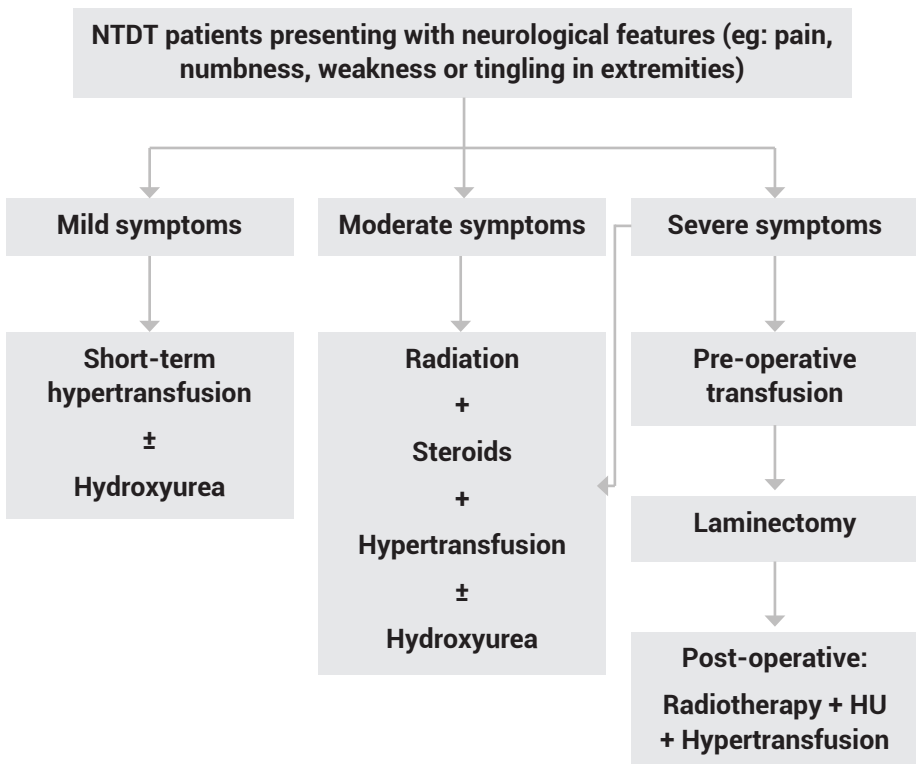 NTDT patients presenting with neurological features (eg: pain,
numbness, weakness or tingling in extremities)
Mild symptoms
Moderate symptoms
Severe symptoms
Short-term
hypertransfusion
±
Hydroxyurea
Radiation
+
Steroids
+
Hypertransfusion
±
Hydroxyurea
Pre-operative
transfusion
Laminectomy
Post-operative:
Radiotherapy + HU
+ Hypertransfusion